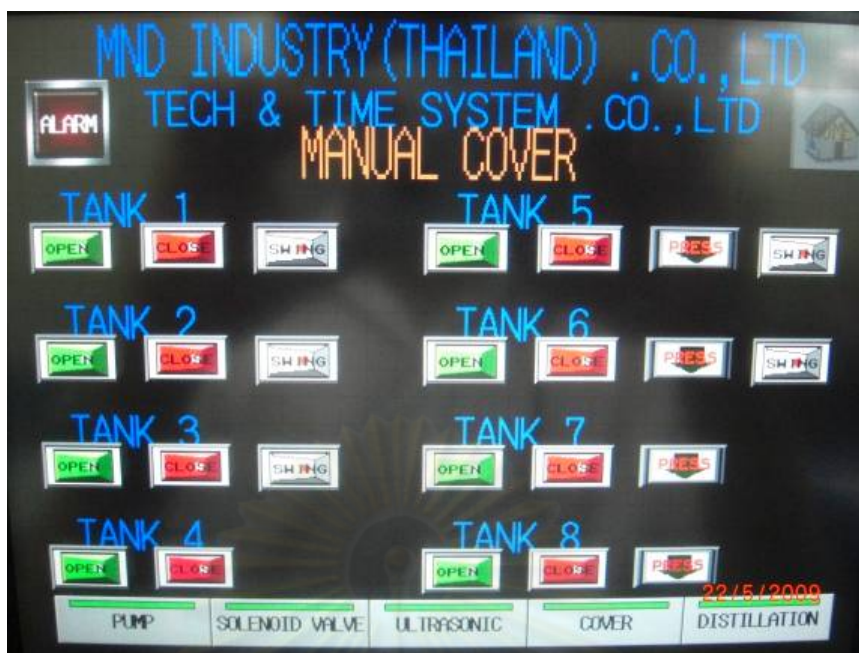 MND INDUSTRY(THAILAND) .CO.,LTD
ALARM
TECH & TIME SYSTEM .CO.,LTD
MANUAL COVER
TANK 1
TANK 5
OPEN CLOSE SWING
OPEN CLOSE PRESS SWING
TANK 2
TANK 6
OPEN CLOSE SWING
OPEN CLOSE PRESS SWING
TANK 3
TANK 7
OPEN CLOSE SWING
OPEN CLOSE PRESS
TANK 4
TANK 8
OPEN CLOSE
OPEN CLOSE PRESS
22/5/2009
PUMP SOLENOID VALVE ULTRASONIC COVER DISTILLATION